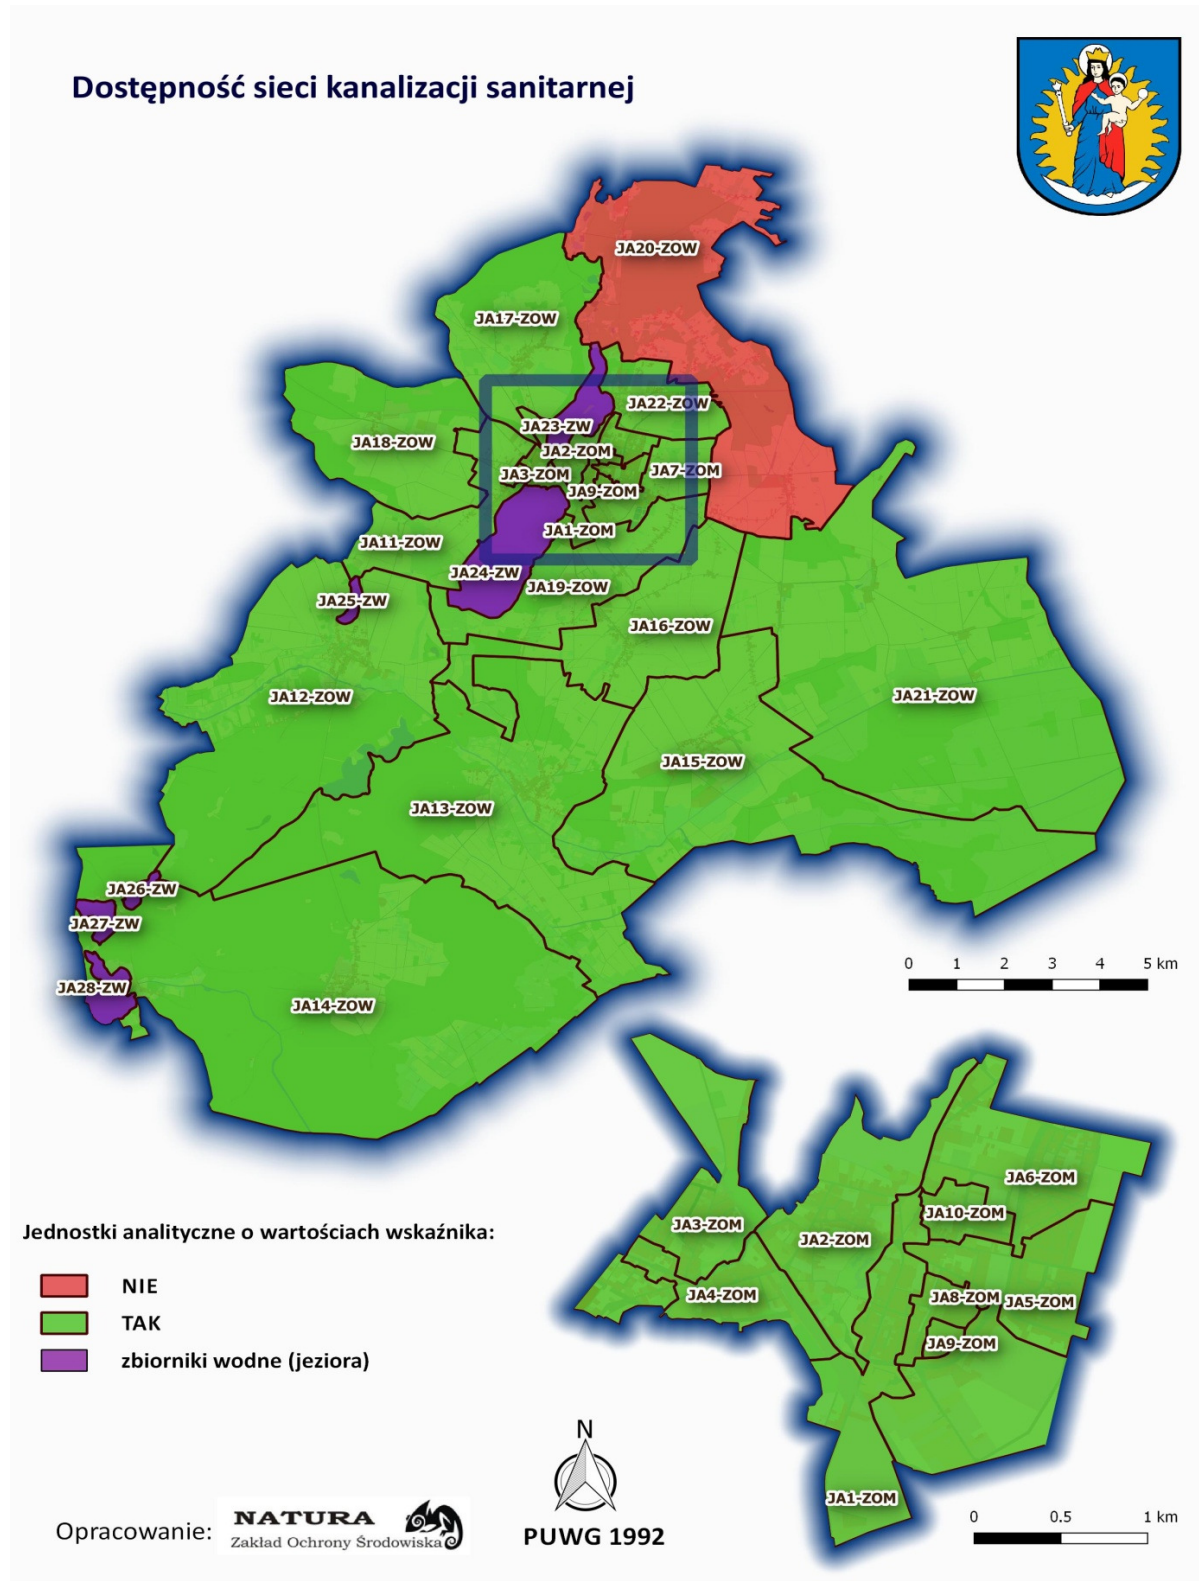 Dostępność sieci kanalizacji sanitarnej
JA20-ZOW
JA17-ZOW
JA22-ZOW
JA23-ZW
JA18-ZOW
JA2-ZOM
JA3-ZOM
JA7-ZOM
JA9-ZOM
JA1-ZOM
JA11-ZOW
JA24-ZW
JA19-ZOW
JA25-ZW
JA16-ZOW
JA12-ZOW
JA21-ZOW
JA15-ZOW
JA13-ZOW
JA26-ZW
JA27-ZW
JA28-ZW
JA14-ZOW
0 1 2 3 4 5 km
JA6-ZOM
JA10-ZOM
JA3-ZOM
JA2-ZOM
JA4-ZOM
JA8-ZOM
JA5-ZOM
JA9-ZOM
JA1-ZOM
Jednostki analityczne o wartościach wskaźnika:
NIE
TAK
zbiorniki wodne (jeziora)
N
PUWG 1992
0 0.5 1 km
Opracowanie:
NATURA
Zakład Ochrony Środowiska